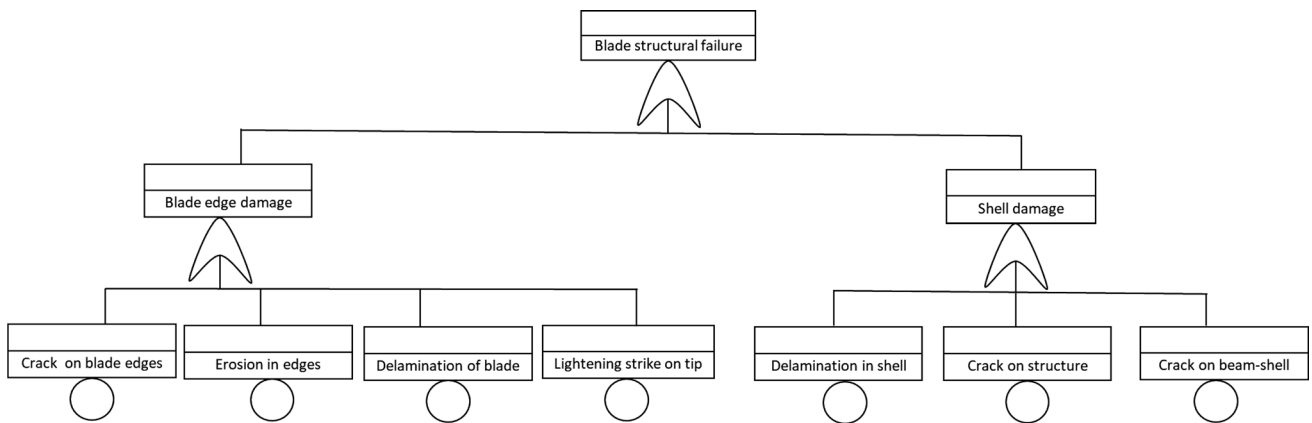 Blade structural failure
Blade edge damage
Shell damage
Crack on blade edges
Erosion in edges
Delamination of blade
Lightening strike on tip
Delamination in shell
Crack on structure
Crack on beam-shell